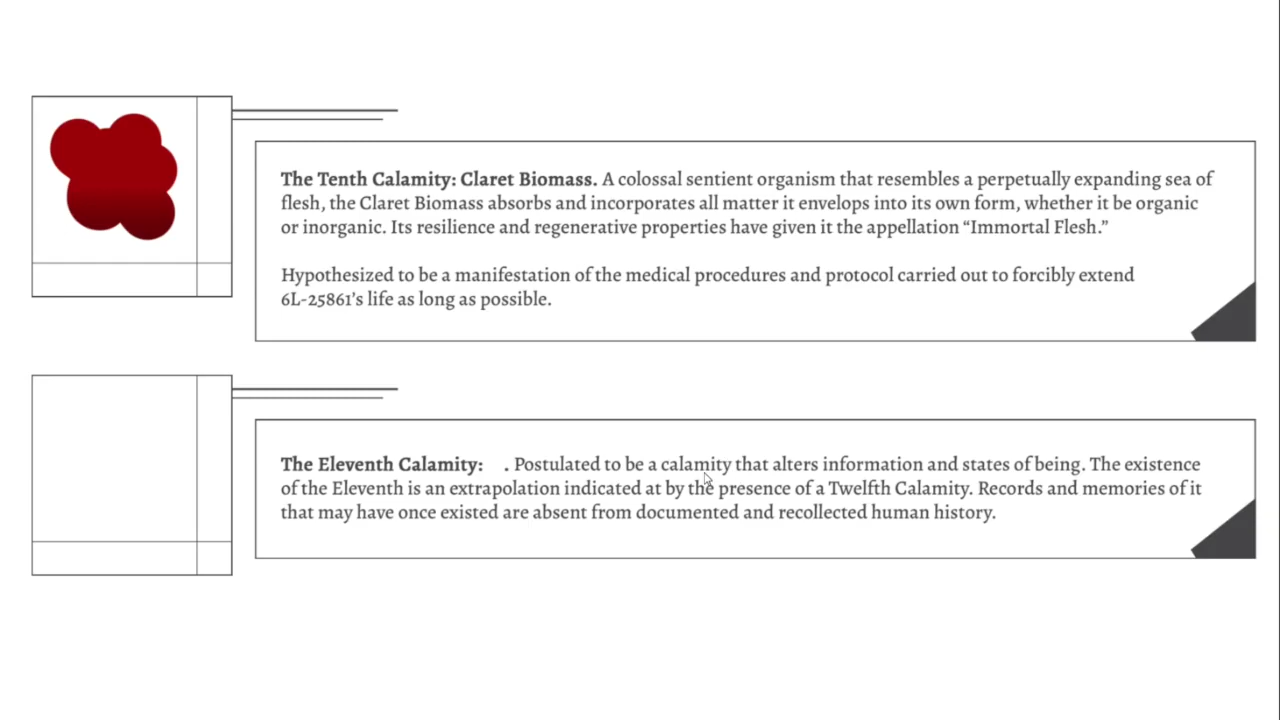 The Tenth Calamity: Claret Biomass. A colossal sentient organism that resembles a perpetually expanding sea of
flesh, the Claret Biomass absorbs and incorporates all matter it envelops into its own form, whether it be organic
or inorganic. Its resilience and regenerative properties have given it the appellation “Immortal Flesh.”
Hypothesized to be a manifestation of the medical procedures and protocol carried out to forcibly extend
6L-25861’s life as long as possible.
The Eleventh Calamity: . Postulated to be a calamity that alters information and states of being. The existence
of the Eleventh is an extrapolation indicated at by the presence of a Twelfth Calamity. Records and memories of it
that may have once existed are absent from documented and recollected human history.